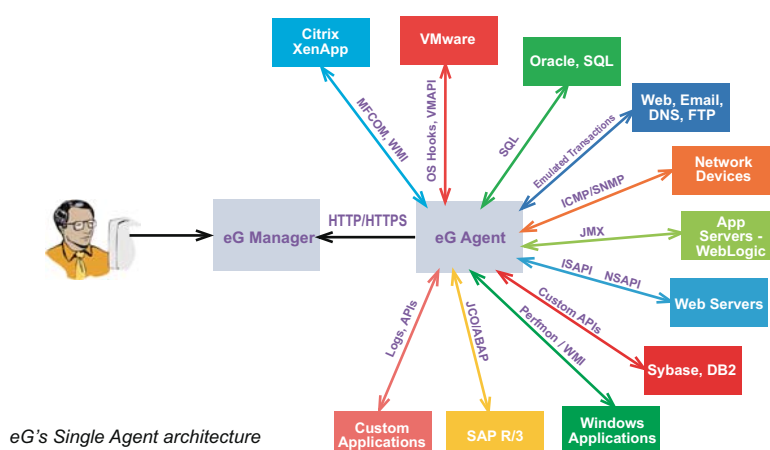 Citrix
XenApp
VMware
Oracle, SQL
Web, Email,
DNS, FTP
Network
Devices
App
Servers -
WebLogic
Web Servers
Sybase, DB2
Windows
Applications
SAP R/3
Custom
Applications
eG Manager
HTTP/HTTPS
eG Agent
MFCOM, WMI
OS Hooks, VMAPI
SQL
Emulated Transactions
ICMP/SNMP
JMX
ISAPI NSAPI
Custom APIs
Perfmon / WMI
JCO/ABAP
Logs, APIs
eG's Single Agent architecture